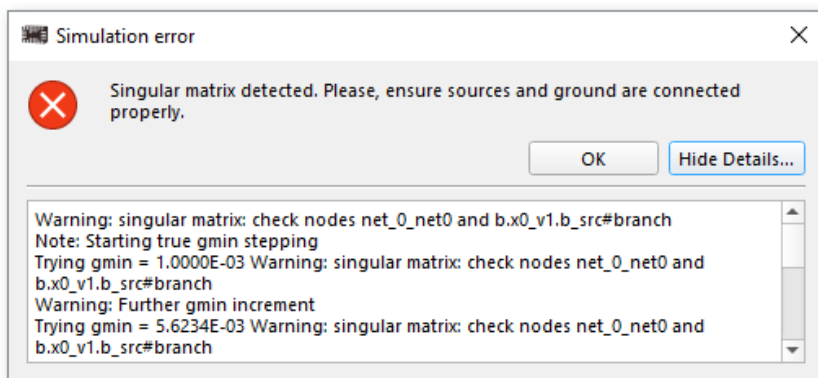 Simulation error
Singular matrix detected. Please, ensure sources and ground are connected
properly.
OK
Hide Details...
Warning: singular matrix: check nodes net_0_net0 and b.x0_v1.b_src#branch
Note: Starting true gmin stepping
Trying gmin = 1.0000E-03 Warning: singular matrix: check nodes net_0_net0 and
b.x0_v1.b_src#branch
Warning: Further gmin increment
Trying gmin = 5.6234E-03 Warning: singular matrix: check nodes net_0_net0 and
b.x0_v1.b_src#branch